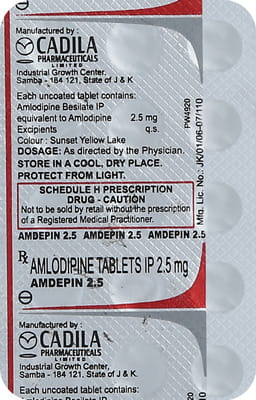 Manufactured by :
CADILA
PHARMACEUTICALS
LIMITED
Industrial Growth Center,
Samba - 184 121, State of J & K
Each uncoated tablet contains:
Amlodipine Besilate IP
equivalent to Amlodipine 2.5 mg
Excipients q.s.
Colour : Sunset Yellow Lake
DOSAGE: As directed by the Physician.
STORE IN A COOL, DRY PLACE.
PROTECT FROM LIGHT.
SCHEDULE H PRESCRIPTION
DRUG - CAUTION
Not to be sold by retail without the prescription
of a Registered Medical Practitioner.
PW4920
Mfg. Lic. No.: JK/01/06-07/110
AMDEPIN 2.5 AMDEPIN 2.5 AMDEPIN 2.5
Rx AMLODIPINE TABLETS IP 2.5 mg
AMDEPIN 2.5
Manufactured by :
CADILA
PHARMACEUTICALS
LIMITED
Industrial Growth Center,
Samba - 184 121, State of J & K.
Each uncoated tablet contains:
Amlodipine Besilate IP